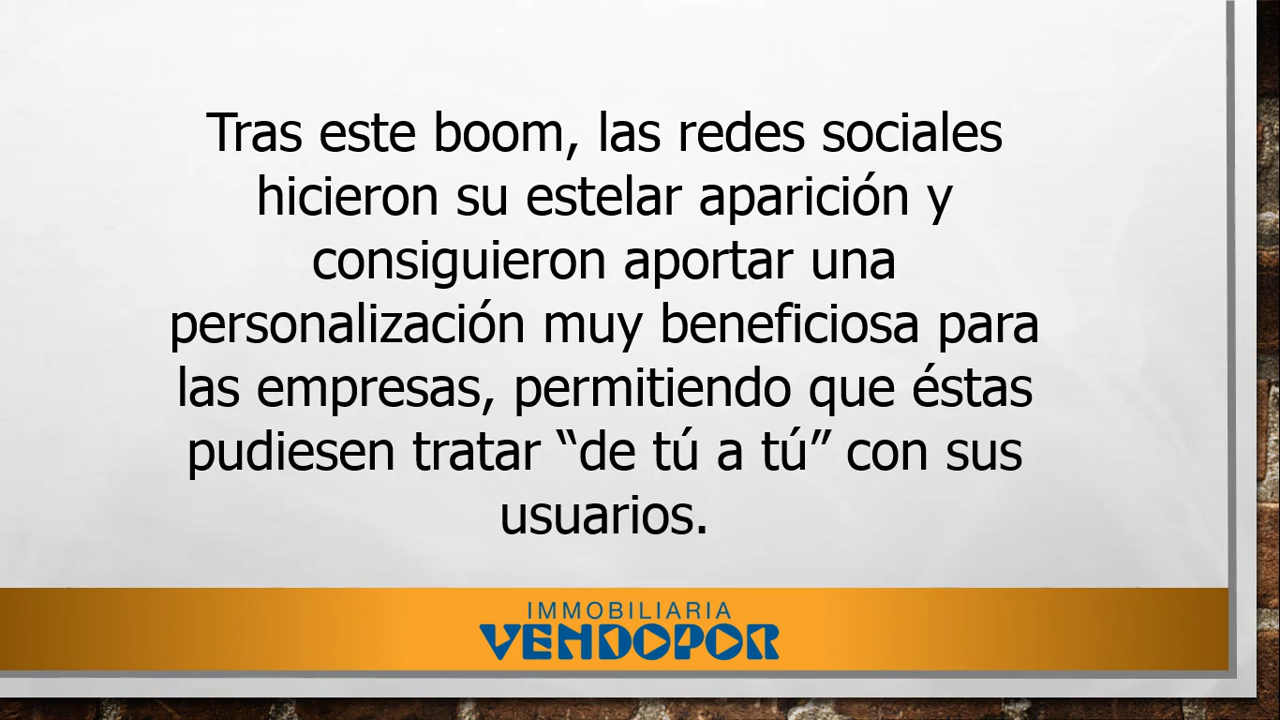 Tras este boom, las redes sociales
hicieron su estelar aparición y
consiguieron aportar una
personalización muy beneficiosa para
las empresas, permitiendo que éstas
pudiesen tratar “de tú a tú” con sus
usuarios.
IMMOBILIARIA
VENDOPOR